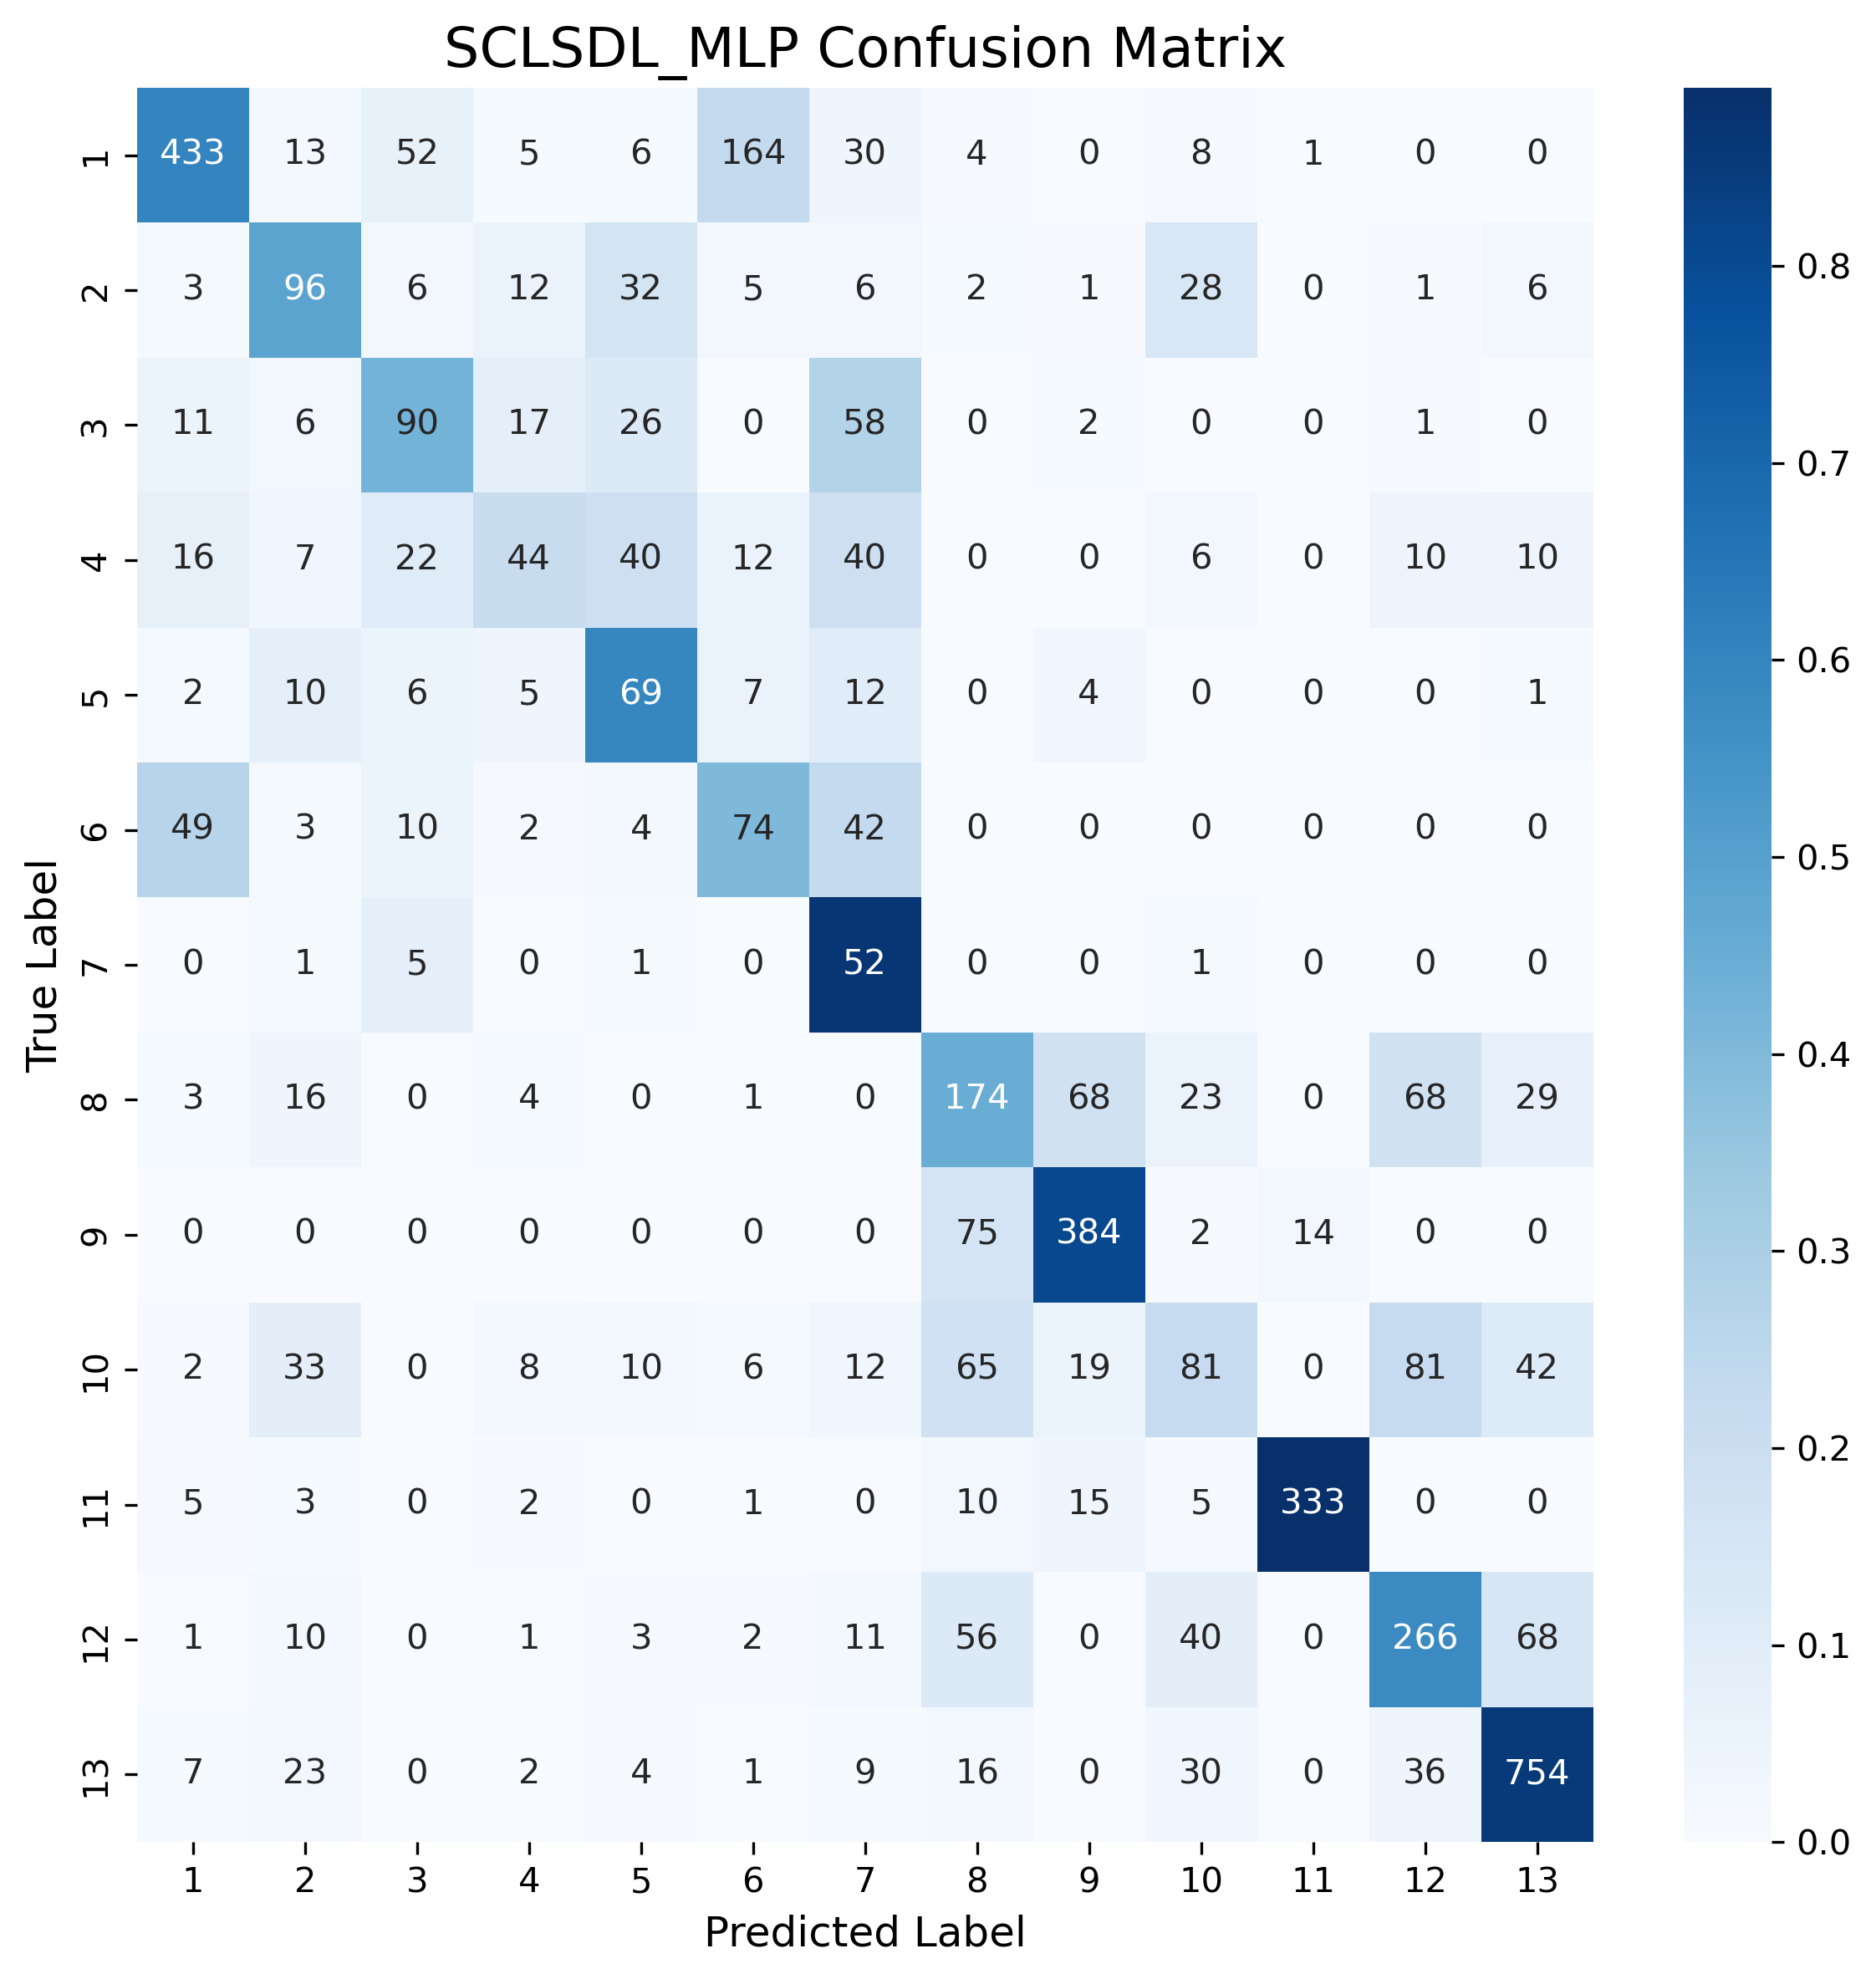 SCLSDL_MLP Confusion Matrix
1 433 13 52 5 6 164 30 4 0 8 1 0 0
2 3 96 6 12 32 5 6 2 1 28 0 1 6
3 11 6 90 17 26 0 58 0 2 0 0 1 0
4 16 7 22 44 40 12 40 0 0 6 0 10 10
5 2 10 6 5 69 7 12 0 4 0 0 0 1
6 49 3 10 2 4 74 42 0 0 0 0 0 0
7 0 1 5 0 1 0 52 0 0 1 0 0 0
8 3 16 0 4 0 1 0 174 68 23 0 68 29
9 0 0 0 0 0 0 0 75 384 2 14 0 0
10 2 33 0 8 10 6 12 65 19 81 0 81 42
11 5 3 0 2 0 1 0 10 15 5 333 0 0
12 1 10 0 1 3 2 11 56 0 40 0 266 68
13 7 23 0 2 4 1 9 16 0 30 0 36 754
1 2 3 4 5 6 7 8 9 10 11 12 13
Predicted Label
True Label
0.8
0.7
0.6
0.5
0.4
0.3
0.2
0.1
0.0